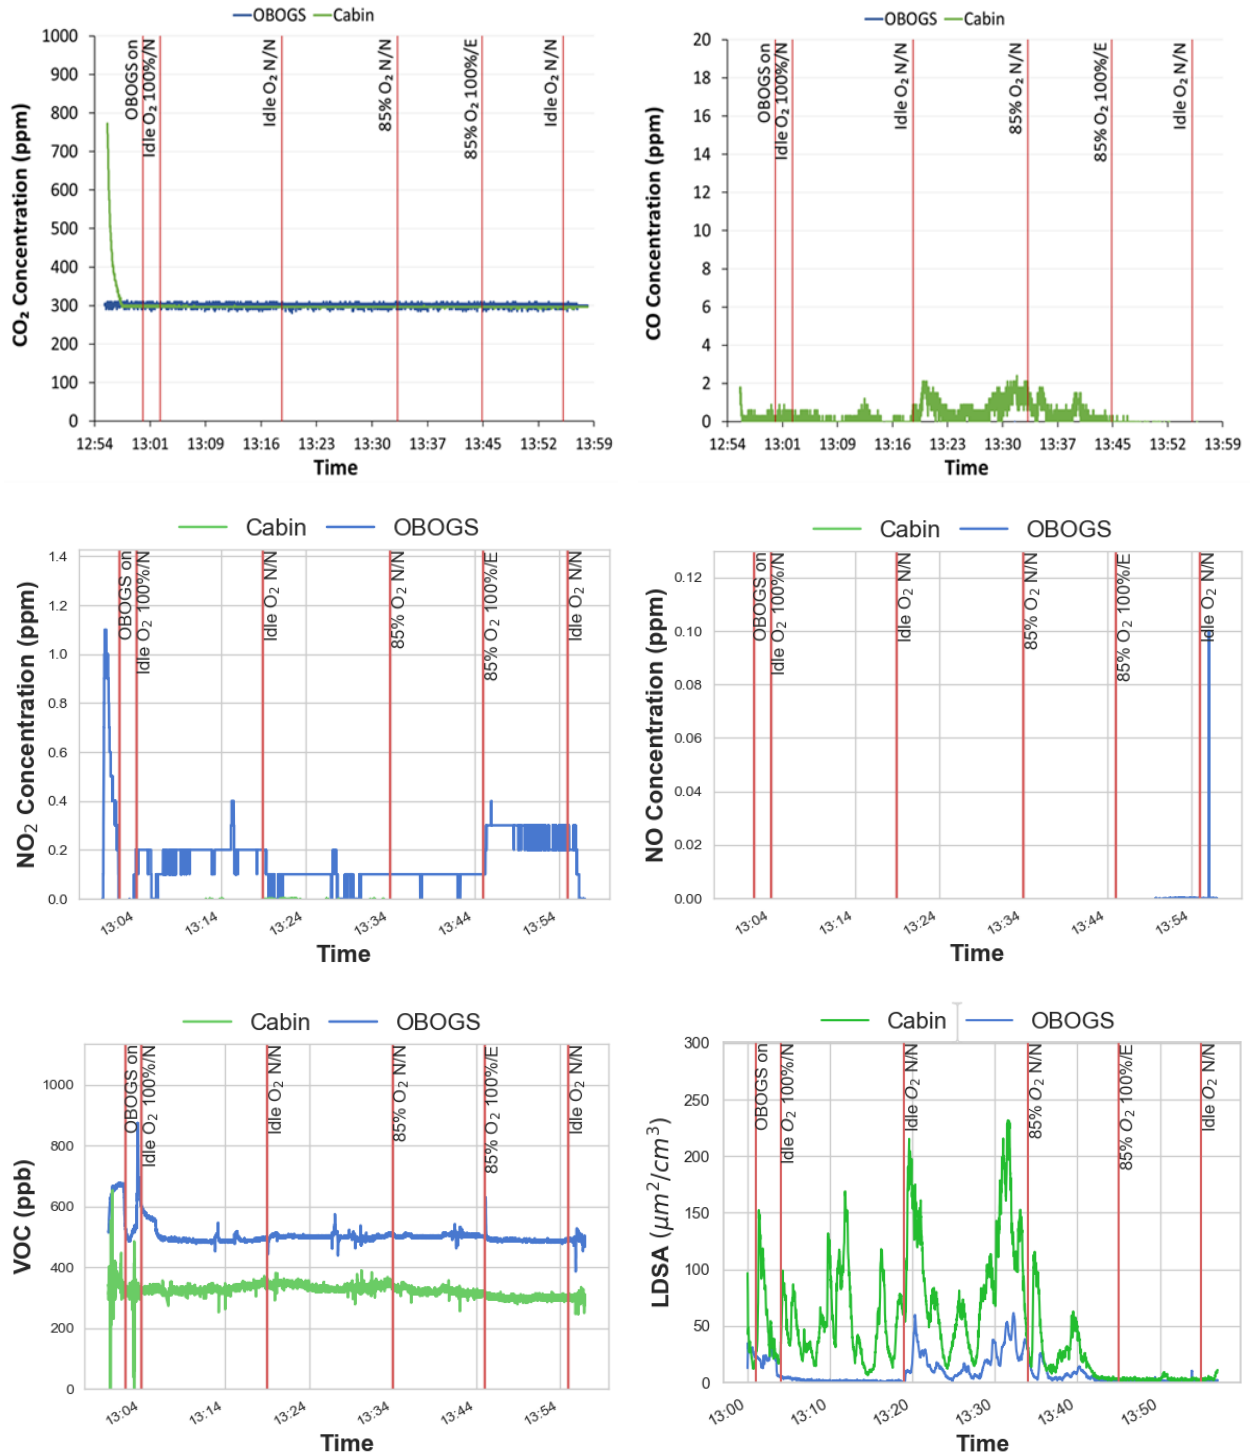 OBOGS Cabin
CO₂ Concentration (ppm)
1000
900
800
700
600
500
400
300
200
100
0
OBOGS on
Idle O₂ 100%/N
Idle O₂ N/N
85% O₂ N/N
85% O₂ 100%/E
Idle O₂ N/N
12:54 13:01 13:09 13:16 13:23 13:30 13:37 13:45 13:52 13:59
Time
OBOGS Cabin
CO Concentration (ppm)
20
18
16
14
12
10
8
6
4
2
0
OBOGS on
Idle O₂ 100%/N
Idle O₂ N/N
85% O₂ N/N
85% O₂ 100%/E
Idle O₂ N/N
12:54 13:01 13:09 13:16 13:23 13:30 13:37 13:45 13:52 13:59
Time
Cabin OBOGS
NO₂ Concentration (ppm)
1.4
1.2
1.0
0.8
0.6
0.4
0.2
0.0
OBOGS on
Idle O₂ 100%/N
Idle O₂ N/N
85% O₂ N/N
85% O₂ 100%/E
Idle O₂ N/N
13:04 13:14 13:24 13:34 13:44 13:54
Time
Cabin OBOGS
NO Concentration (ppm)
0.12
0.10
0.08
0.06
0.04
0.02
0.00
OBOGS on
Idle O₂ 100%/N
Idle O₂ N/N
85% O₂ N/N
85% O₂ 100%/E
Idle O₂ N/N
13:04 13:14 13:24 13:34 13:44 13:54
Time
Cabin OBOGS
VOC (ppb)
1000
800
600
400
200
0
OBOGS on
Idle O₂ 100%/N
Idle O₂ N/N
85% O₂ N/N
85% O₂ 100%/E
Idle O₂ N/N
13:04 13:14 13:24 13:34 13:44 13:54
Time
Cabin OBOGS
LDSA (μm²/cm³)
300
250
200
150
100
50
0
OBOGS on
Idle O₂ 100%/N
Idle O₂ N/N
85% O₂ N/N
85% O₂ 100%/E
Idle O₂ N/N
13:00 13:10 13:20 13:30 13:40 13:50
Time